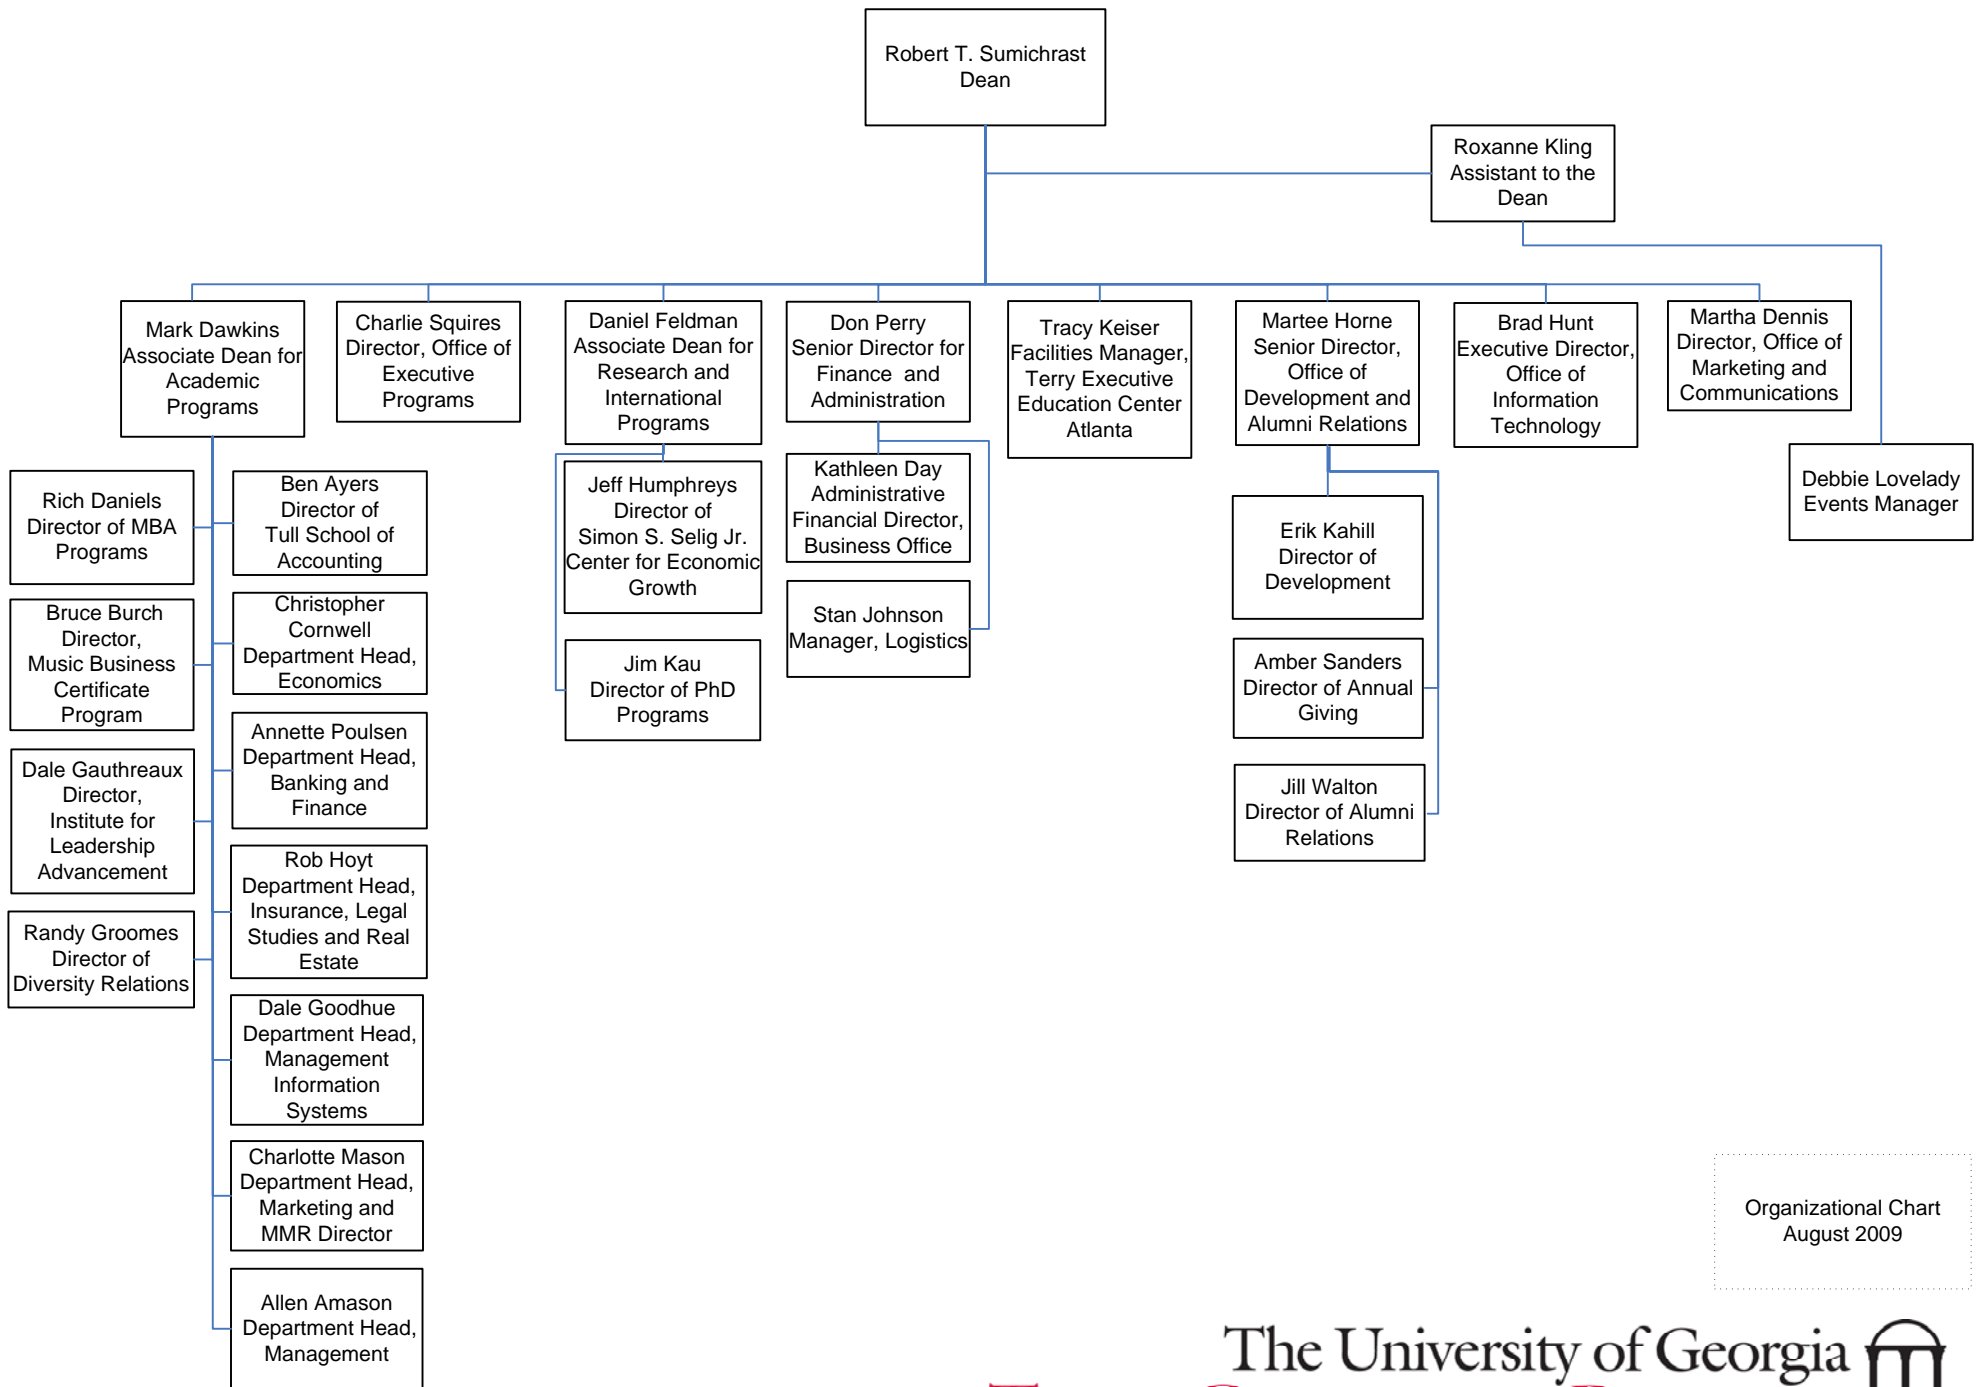 Robert T. Sumichrast
Dean
Roxanne Kling
Assistant to the
Dean
Mark Dawkins
Associate Dean for
Academic
Programs
Charlie Squires
Director, Office of
Executive
Programs
Daniel Feldman
Associate Dean for
Research and
International
Programs
Don Perry
Senior Director for
Finance and
Administration
Tracy Keiser
Facilities Manager,
Terry Executive
Education Center
Atlanta
Martee Horne
Senior Director,
Office of
Development and
Alumni Relations
Brad Hunt
Executive Director,
Office of
Information
Technology
Martha Dennis
Director, Office of
Marketing and
Communications
Debbie Lovelady
Events Manager
Rich Daniels
Director of MBA
Programs
Bruce Burch
Director,
Music Business
Certificate
Program
Dale Gauthreaux
Director,
Institute for
Leadership
Advancement
Randy Groomes
Director of
Diversity Relations
Ben Ayers
Director of
Tull School of
Accounting
Christopher
Cornwell
Department Head,
Economics
Annette Poulsen
Department Head,
Banking and
Finance
Rob Hoyt
Department Head,
Insurance, Legal
Studies and Real
Estate
Dale Goodhue
Department Head,
Management
Information
Systems
Charlotte Mason
Department Head,
Marketing and
MMR Director
Allen Amason
Department Head,
Management
Jeff Humphreys
Director of
Simon S. Selig Jr.
Center for Economic
Growth
Jim Kau
Director of PhD
Programs
Kathleen Day
Administrative
Financial Director,
Business Office
Stan Johnson
Manager, Logistics
Erik Kahill
Director of
Development
Amber Sanders
Director of Annual
Giving
Jill Walton
Director of Alumni
Relations
Organizational Chart
August 2009
The University of Georgia